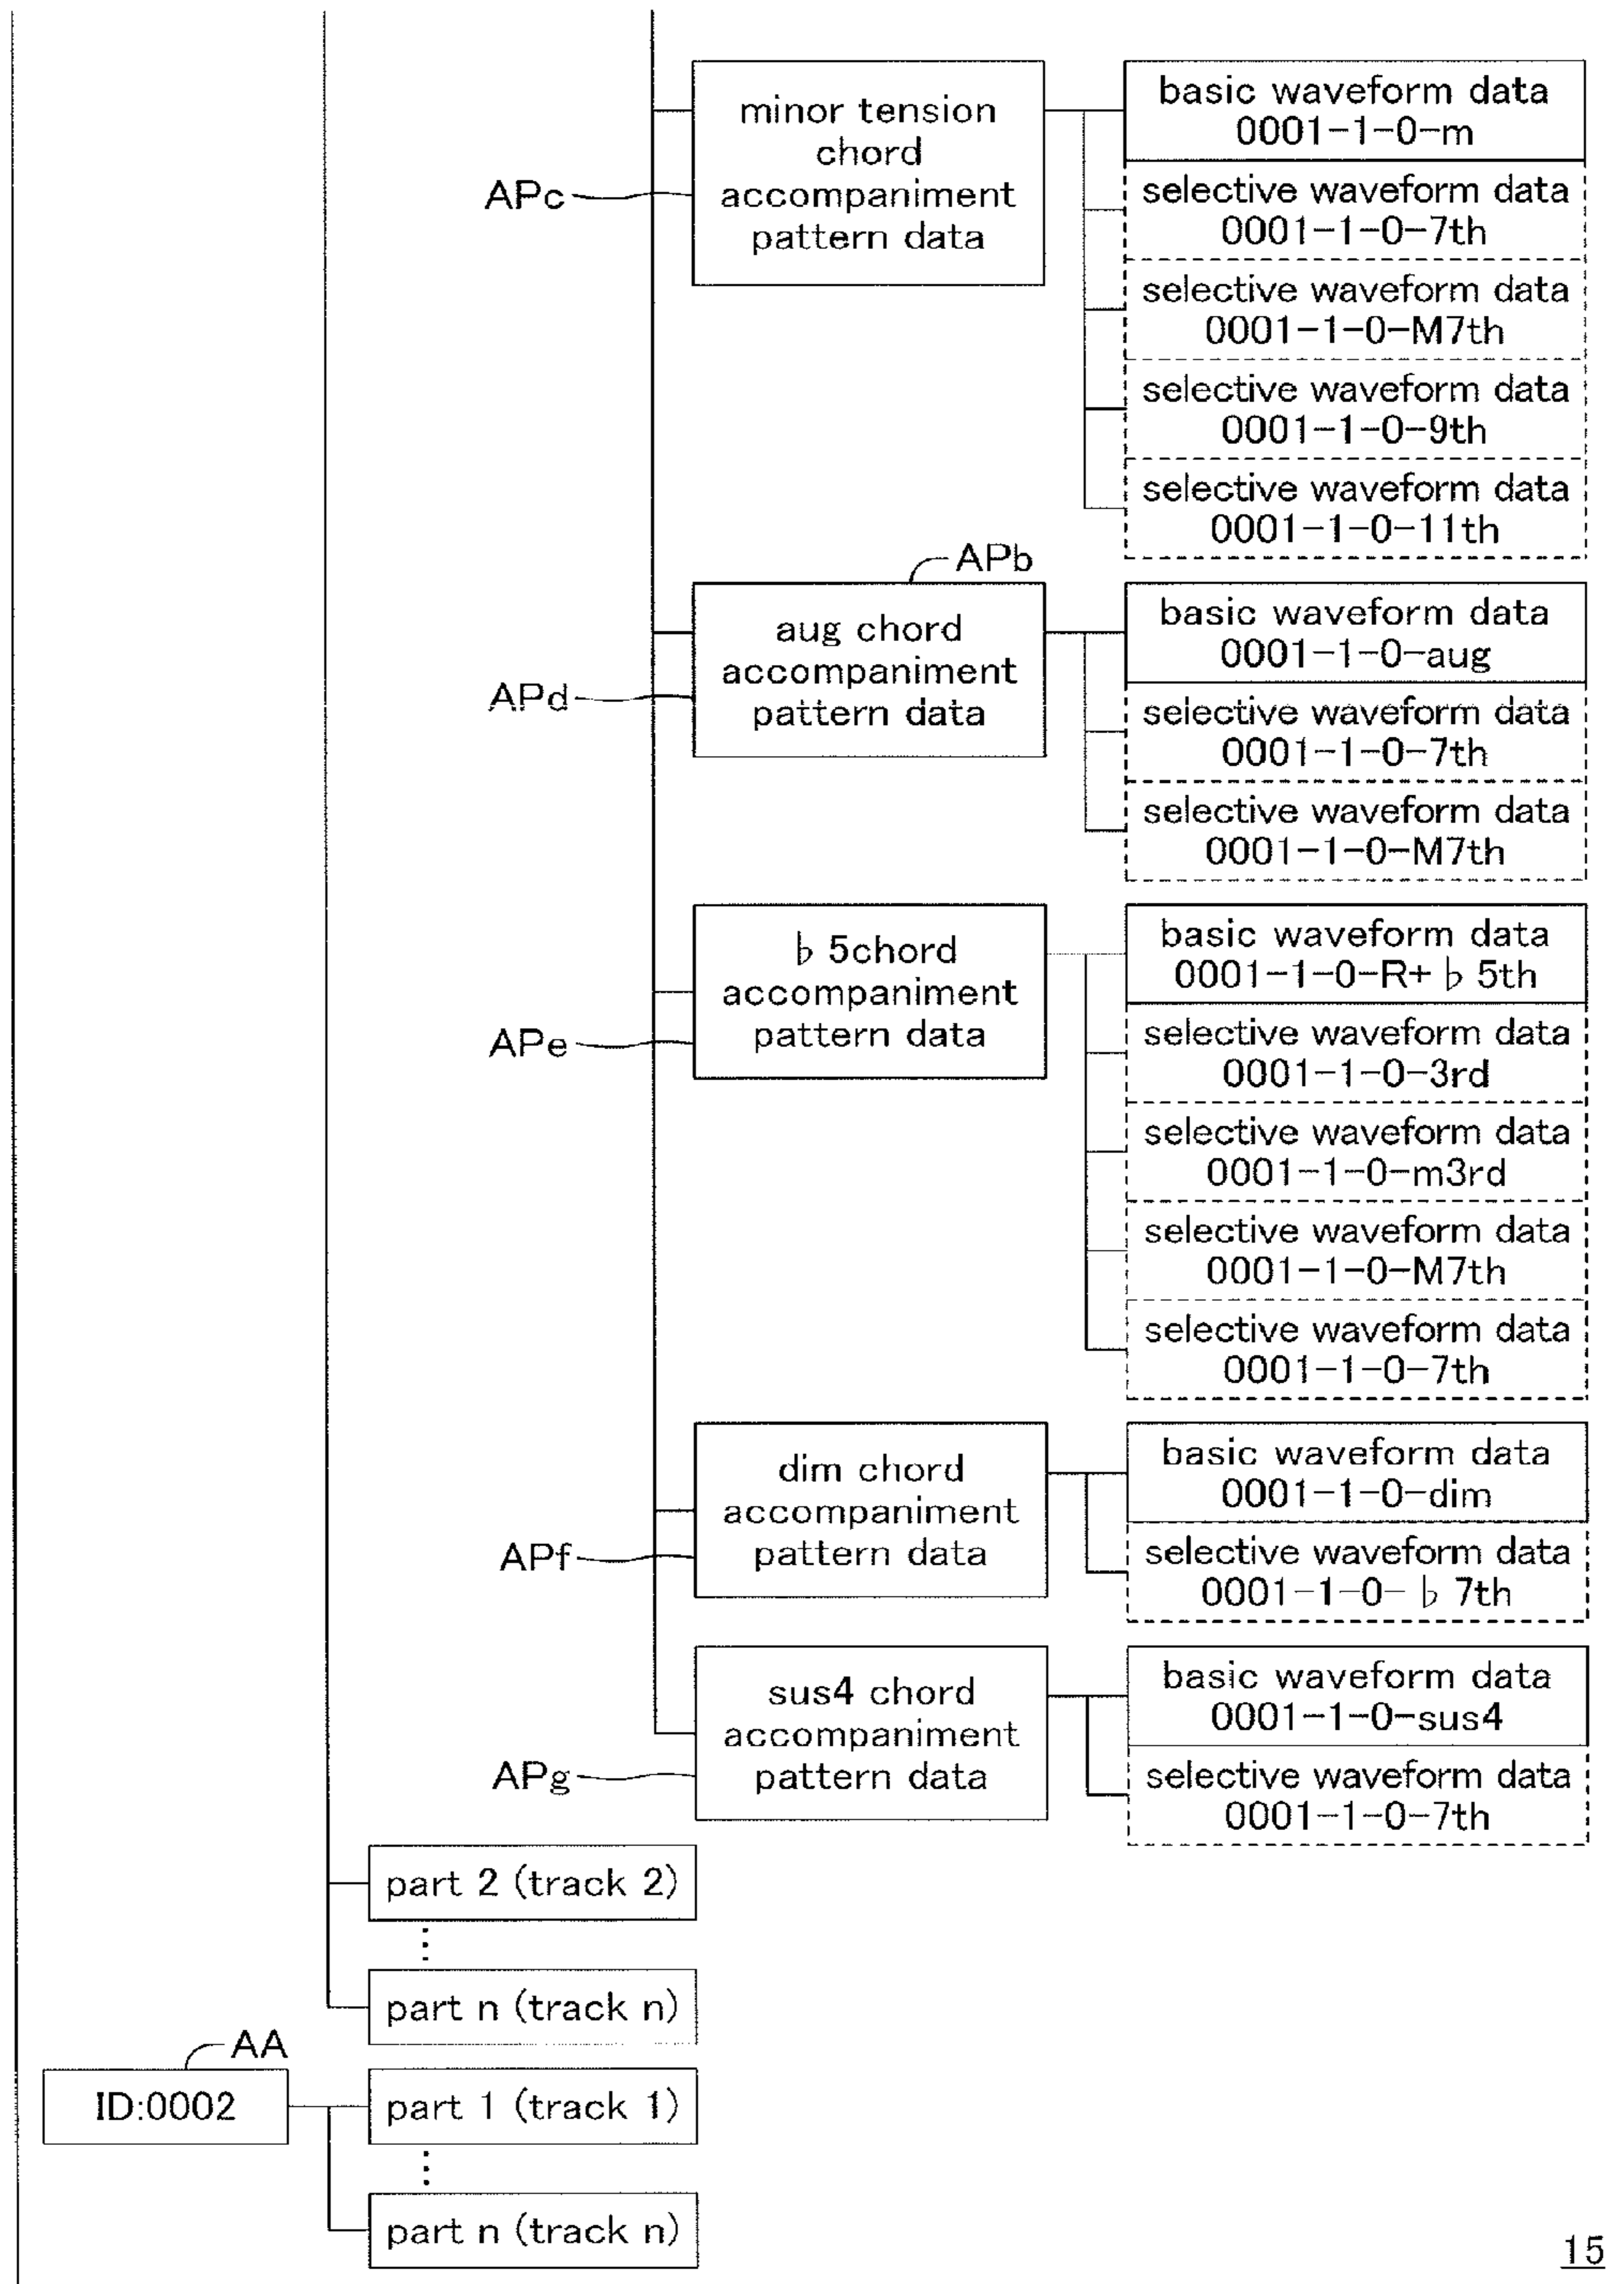 minor tension
chord
accompaniment
pattern data
APc
basic waveform data
0001-1-0-m
selective waveform data
0001-1-0-7th
selective waveform data
0001-1-0-M7th
selective waveform data
0001-1-0-9th
selective waveform data
0001-1-0-11th
APb
aug chord
accompaniment
pattern data
APd
basic waveform data
0001-1-0-aug
selective waveform data
0001-1-0-7th
selective waveform data
0001-1-0-M7th
♭5chord
accompaniment
pattern data
APe
basic waveform data
0001-1-0-R+♭5th
selective waveform data
0001-1-0-3rd
selective waveform data
0001-1-0-m3rd
selective waveform data
0001-1-0-M7th
selective waveform data
0001-1-0-7th
dim chord
accompaniment
pattern data
APf
basic waveform data
0001-1-0-dim
selective waveform data
0001-1-0-♭7th
sus4 chord
accompaniment
pattern data
APg
basic waveform data
0001-1-0-sus4
selective waveform data
0001-1-0-7th
part 2 (track 2)
⋮
part n (track n)
AA
ID:0002
part 1 (track 1)
⋮
part n (track n)
15